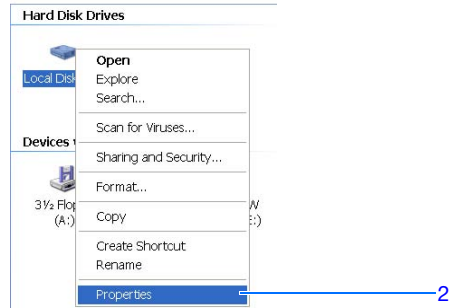 Hard Disk Drives
Local Disk
Open
Explore
Search...
Scan for Viruses...
Devices
Sharing and Security...
Format...
3½ Flop
(A:)
W
E:)
Copy
Create Shortcut
Rename
Properties
2